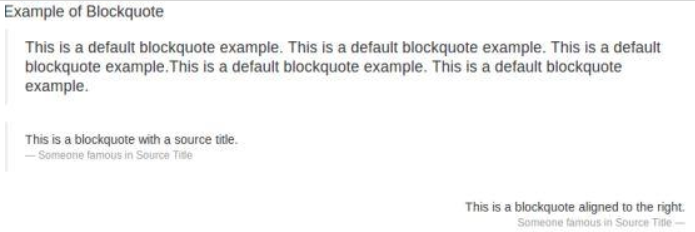 Example of Blockquote
This is a default blockquote example. This is a default blockquote example. This is a default
blockquote example.This is a default blockquote example. This is a default blockquote
example.
This is a blockquote with a source title.
— Someone famous in Source Title
This is a blockquote aligned to the right.
Someone famous in Source Title —